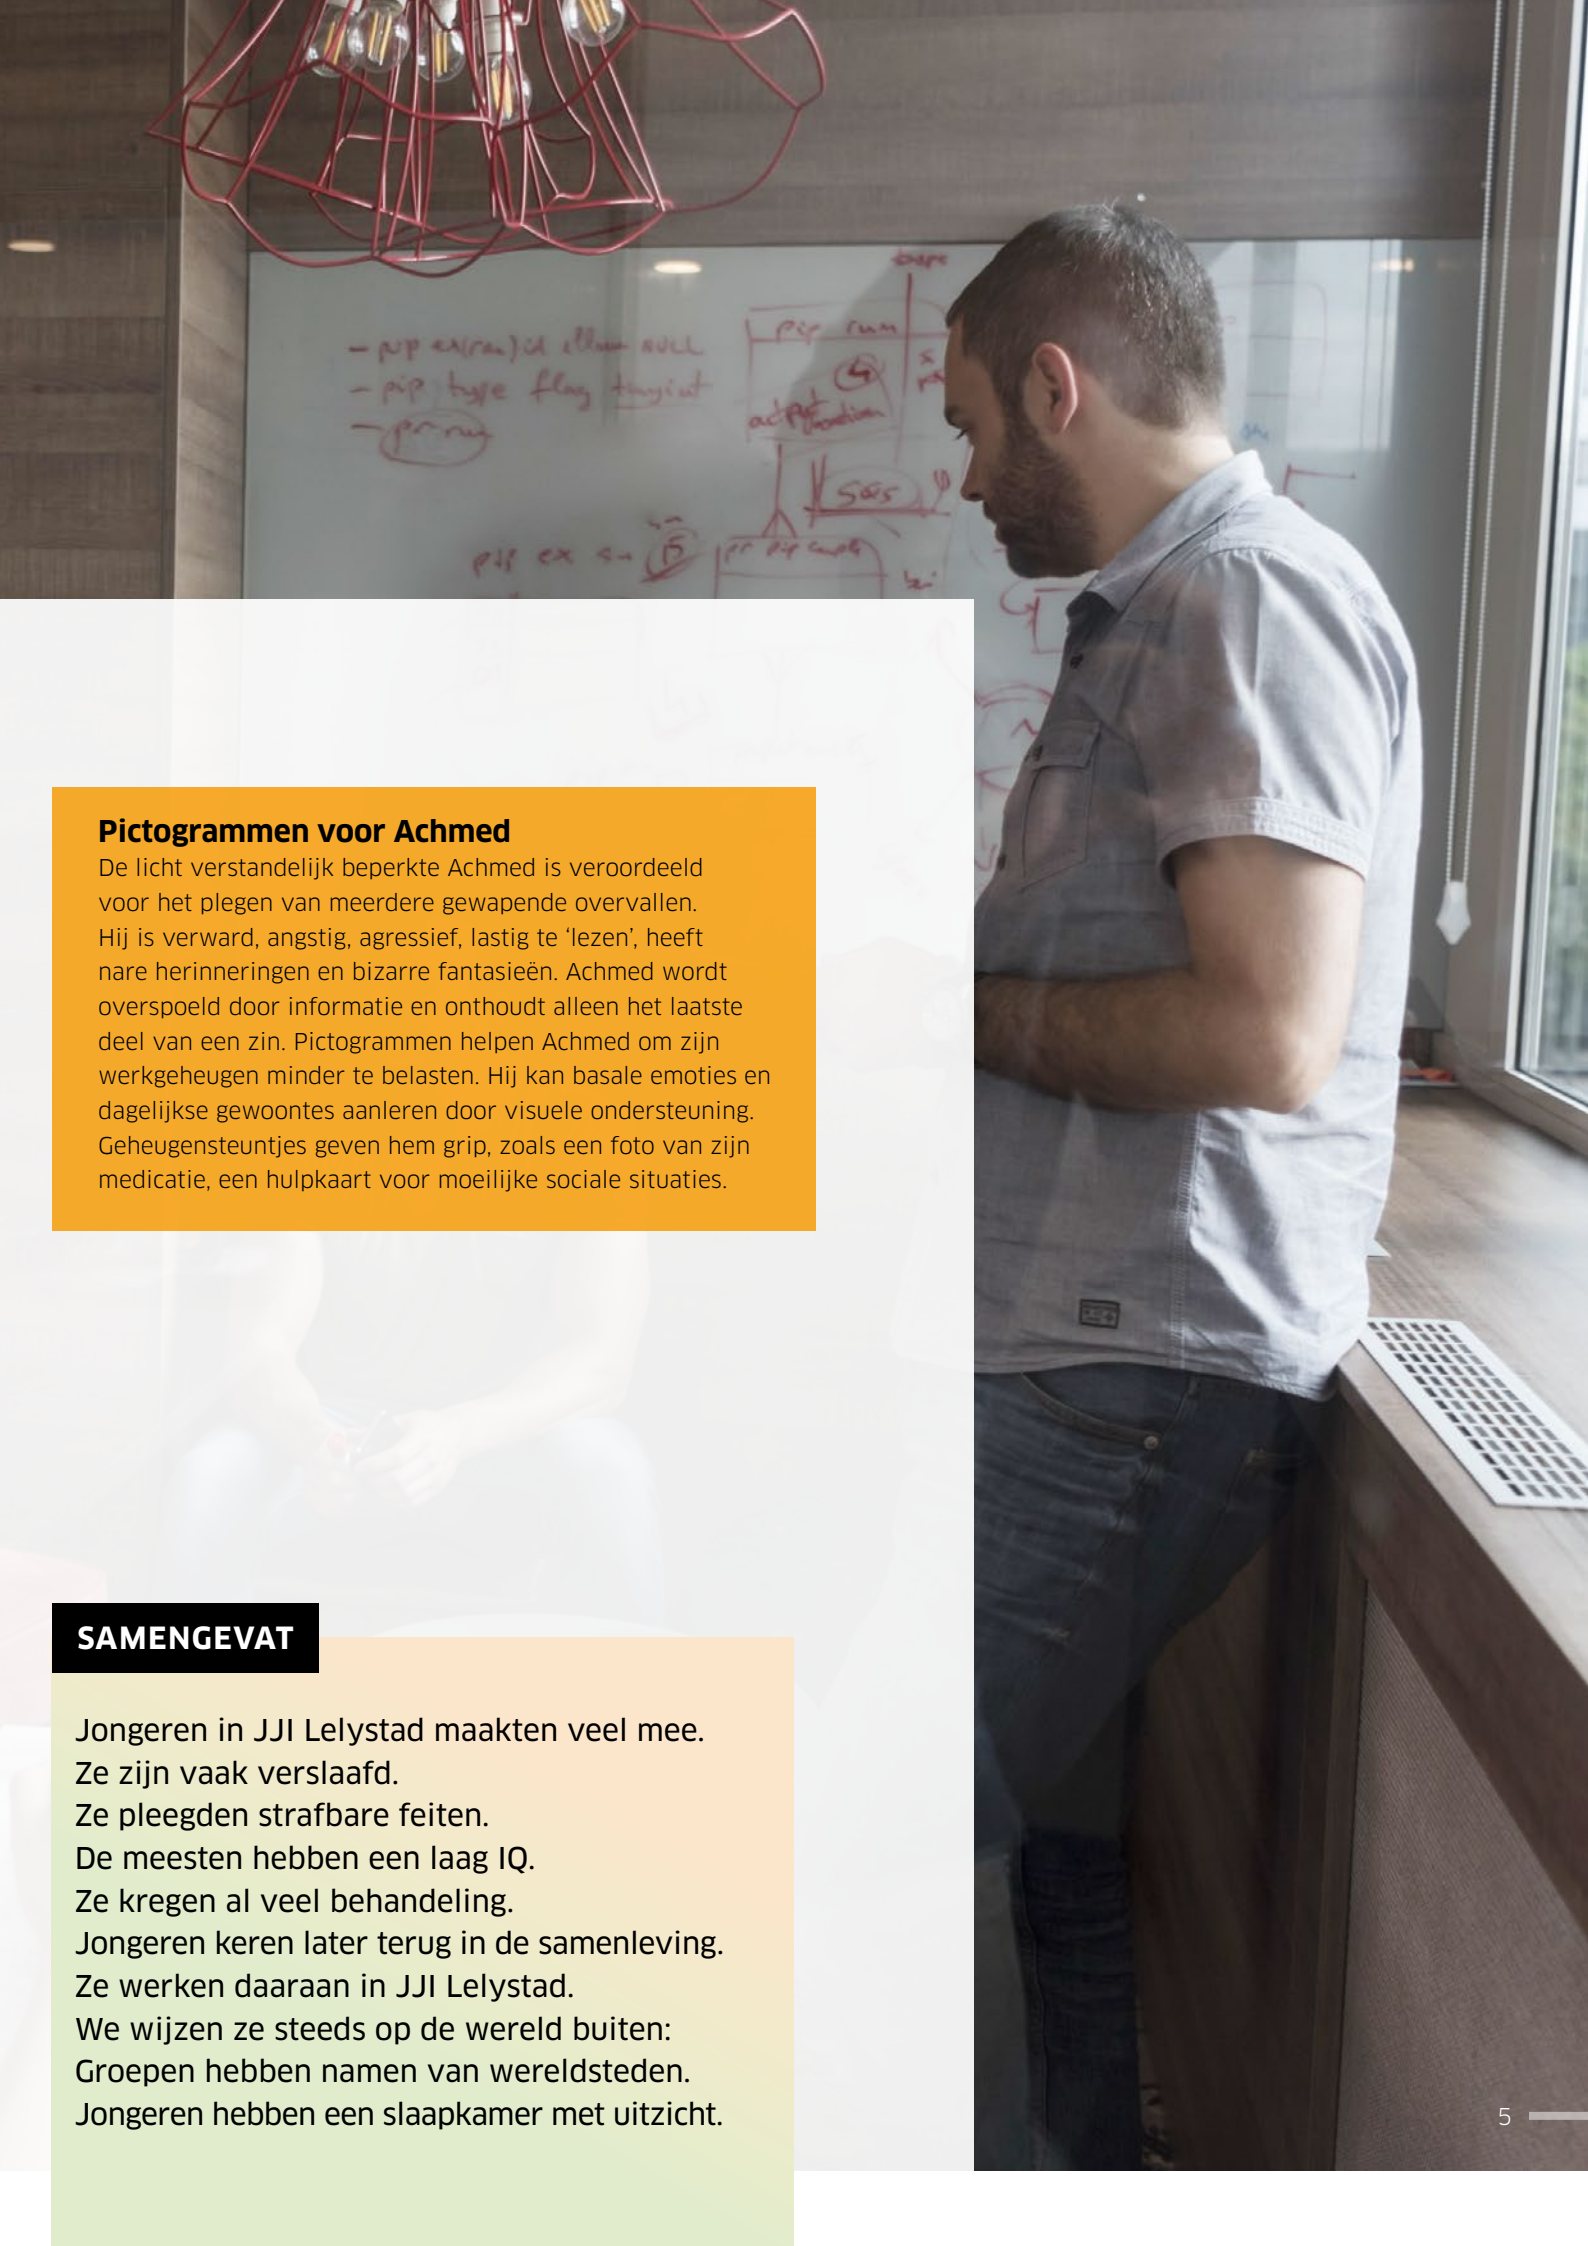 pip run
pip type flag
Pictogrammen voor Achmed
De licht verstandelijk beperkte Achmed is veroordeeld
voor het plegen van meerdere gewapende overvallen.
Hij is verward, angstig, agressief, lastig te ‘lezen’, heeft
nare herinneringen en bizarre fantasieën. Achmed wordt
overspoeld door informatie en onthoudt alleen het laatste
deel van een zin. Pictogrammen helpen Achmed om zijn
werkgeheugen minder te belasten. Hij kan basale emoties en
dagelijkse gewoontes aanleren door visuele ondersteuning.
Geheugensteuntjes geven hem grip, zoals een foto van zijn
medicatie, een hulpkaart voor moeilijke sociale situaties.
SAMENGEVAT
Jongeren in JJI Lelystad maakten veel mee.
Ze zijn vaak verslaafd.
Ze pleegden strafbare feiten.
De meesten hebben een laag IQ.
Ze kregen al veel behandeling.
Jongeren keren later terug in de samenleving.
Ze werken daaraan in JJI Lelystad.
We wijzen ze steeds op de wereld buiten:
Groepen hebben namen van wereldsteden.
Jongeren hebben een slaapkamer met uitzicht.
5